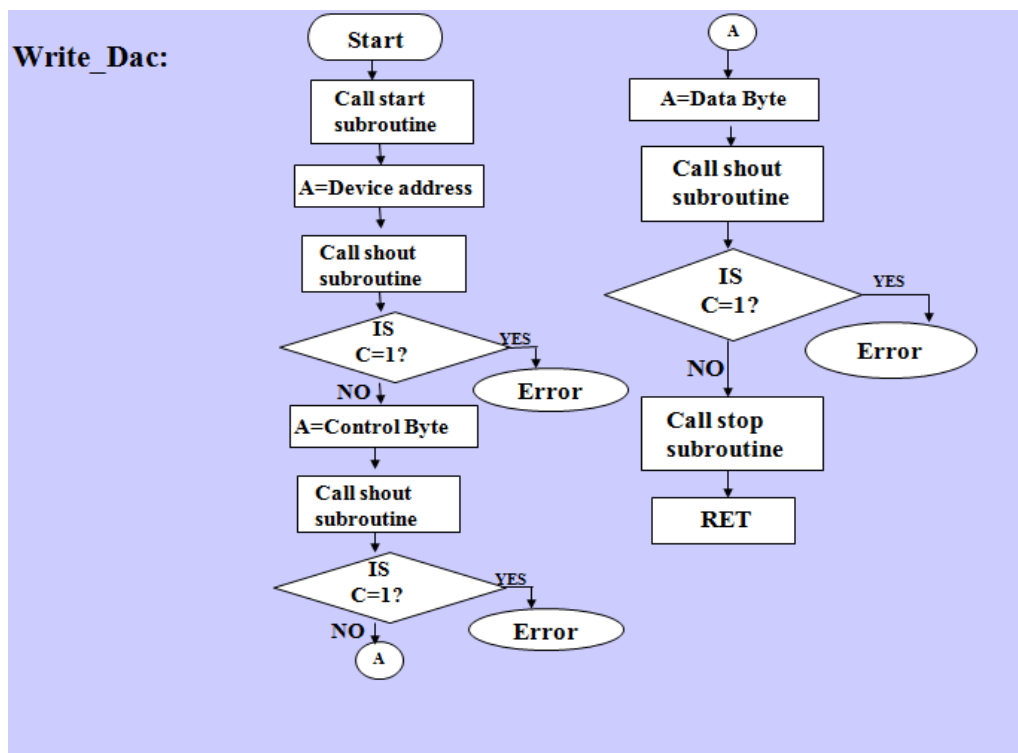 Write_Dac:
Start
Call start
subroutine
A=Device address
Call shout
subroutine
IS
C=1?
YES
Error
NO
A=Control Byte
Call shout
subroutine
IS
C=1?
YES
Error
NO
A
A
A=Data Byte
Call shout
subroutine
IS
C=1?
YES
Error
NO
Call stop
subroutine
RET